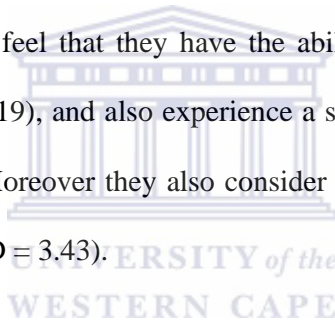 feel that they have the abil
19), and also experience a s
Moreover they also consider
= 3.43).
UNIVERSITY of the
WESTERN CAPE